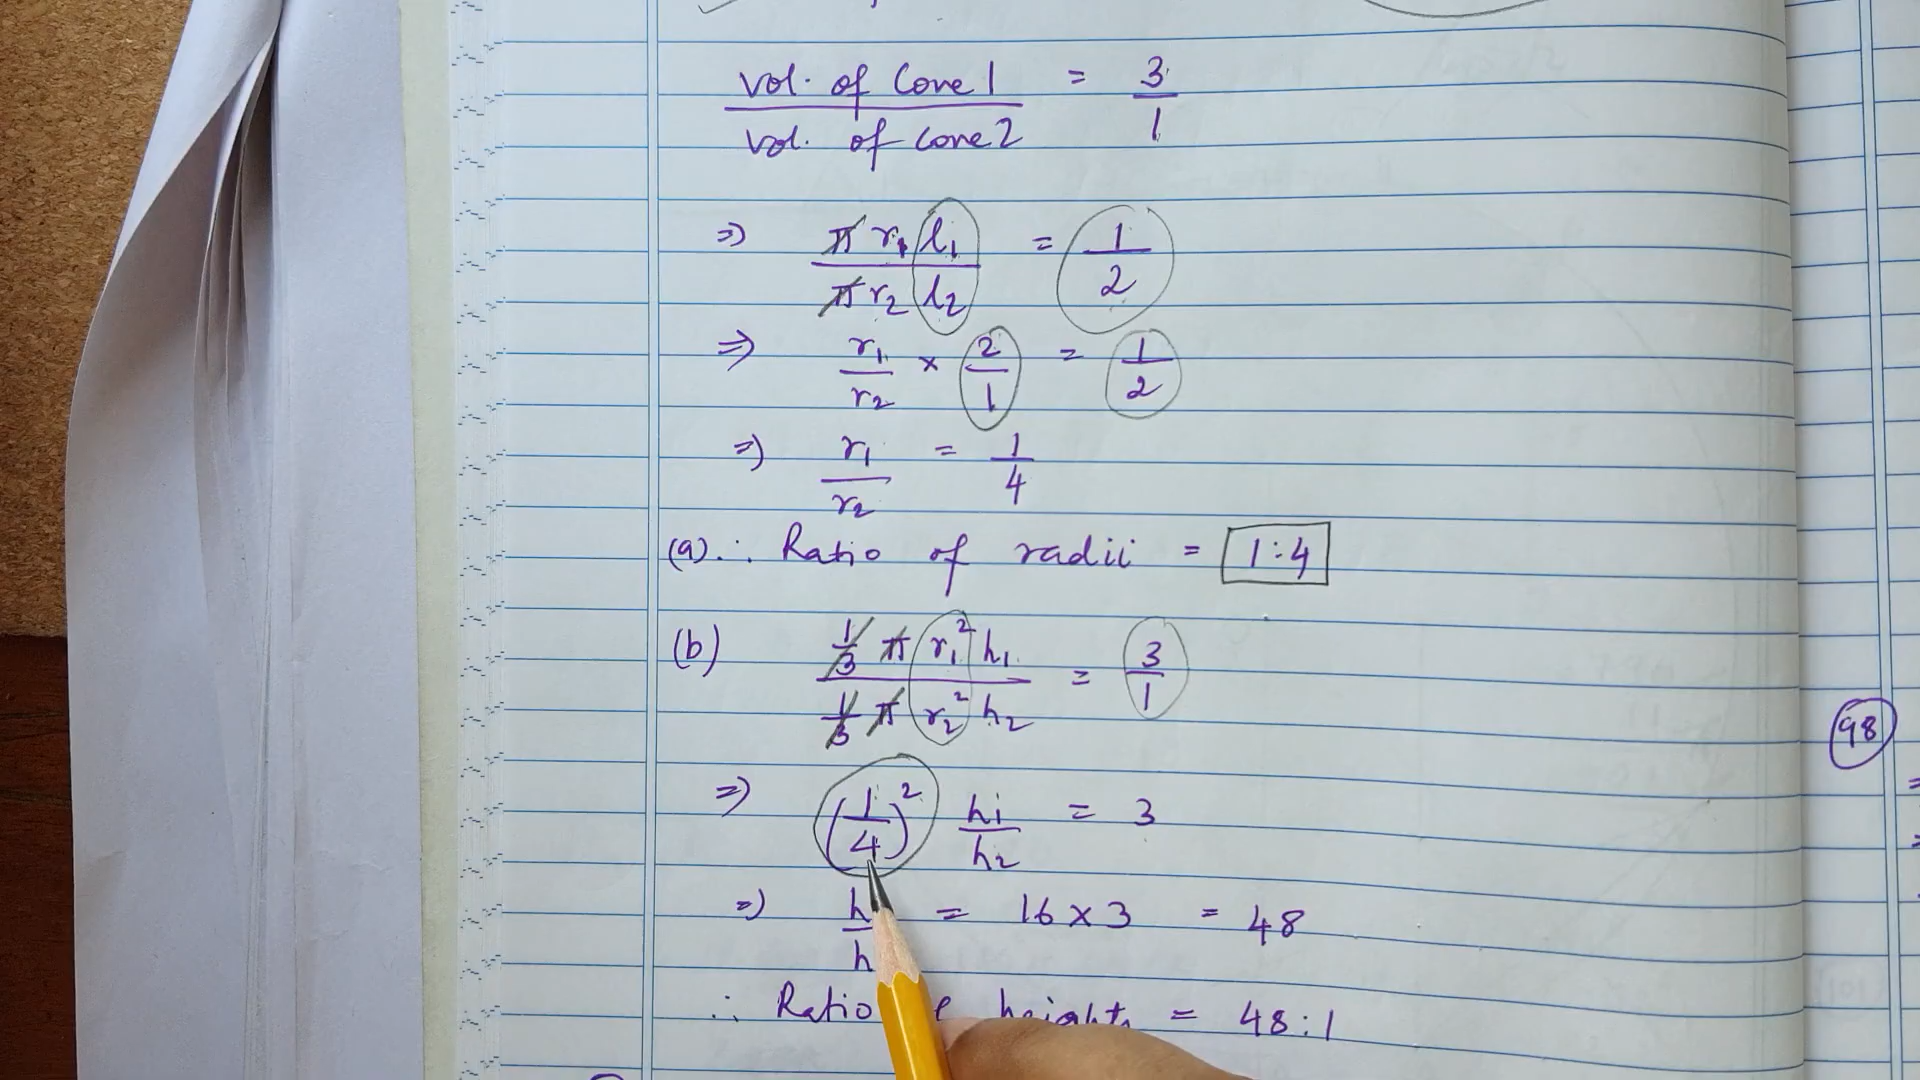 vol. of cone 1 / vol. of cone 2 = 3/1
⇒ π r₁ l₁ / π r₂ l₂ = 1/2
⇒ r₁/r₂ × 2/1 = 1/2
⇒ r₁/r₂ = 1/4
(a) ∴ Ratio of radii = 1:4
(b) 1/3 π r₁² h₁ / 1/3 π r₂² h₂ = 3/1
⇒ (1/4)² h₁/h₂ = 3
⇒ h/h = 16 × 3 = 48
∴ Ratio heights = 48:1
98